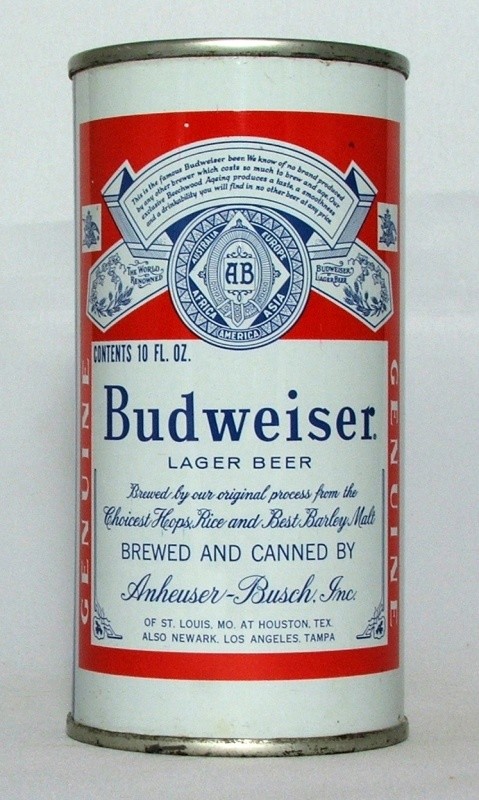 This is the famous Budweiser beer. We know of no brand produced
by any other brewer which costs so much to brew and age. Our
exclusive Beechwood Ageing produces a taste, a smoothness
and a drinkability you will find in no other beer at any price.
AUSTRALIA EUROPE
THE WORLD
RENOWNED
AB
BUDWEISER
LAGER BEER
AFRICA ASIA
AMERICA
CONTENTS 10 FL. OZ.
GENUINE
GENUINE
Budweiser.
LAGER BEER
Brewed by our original process from the
Choicest Hops, Rice and Best Barley Malt
BREWED AND CANNED BY
Anheuser-Busch, Inc.
OF ST. LOUIS, MO. AT HOUSTON, TEX.
ALSO NEWARK, LOS ANGELES, TAMPA